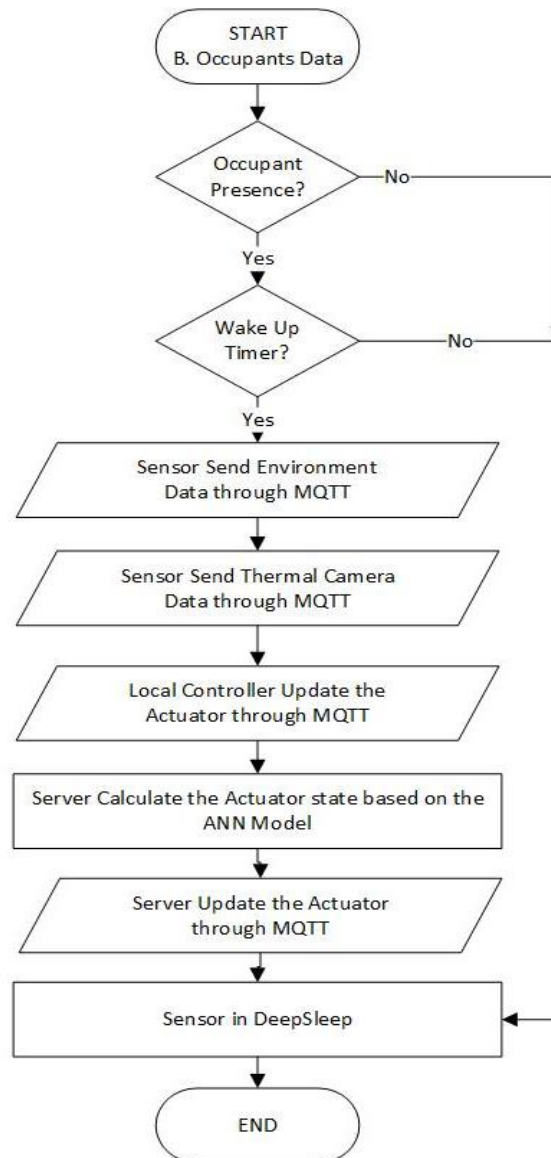 START
B. Occupants Data
Occupant
Presence?
No
Yes
Wake Up
Timer?
No
Yes
Sensor Send Environment
Data through MQTT
Sensor Send Thermal Camera
Data through MQTT
Local Controller Update the
Actuator through MQTT
Server Calculate the Actuator state based on the
ANN Model
Server Update the Actuator
through MQTT
Sensor in DeepSleep
END